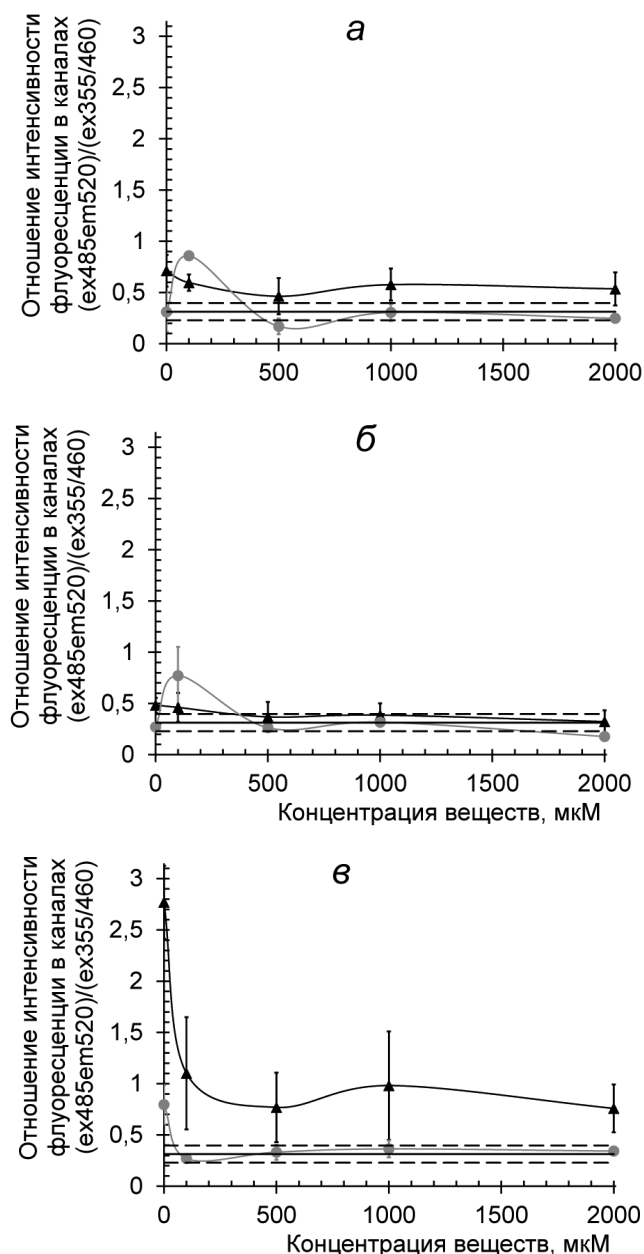 а
Отношение интенсивности
флуоресценции в каналах
(ex485em520)/(ex355/460)
3
2,5
2
1,5
1
0,5
0
0 500 1000 1500 2000
б
Отношение интенсивности
флуоресценции в каналах
(ex485em520)/(ex355/460)
3
2,5
2
1,5
1
0,5
0
0 500 1000 1500 2000
Концентрация веществ, мкМ
в
Отношение интенсивности
флуоресценции в каналах
(ex485em520)/(ex355/460)
3
2,5
2
1,5
1
0,5
0
0 500 1000 1500 2000
Концентрация веществ, мкМ